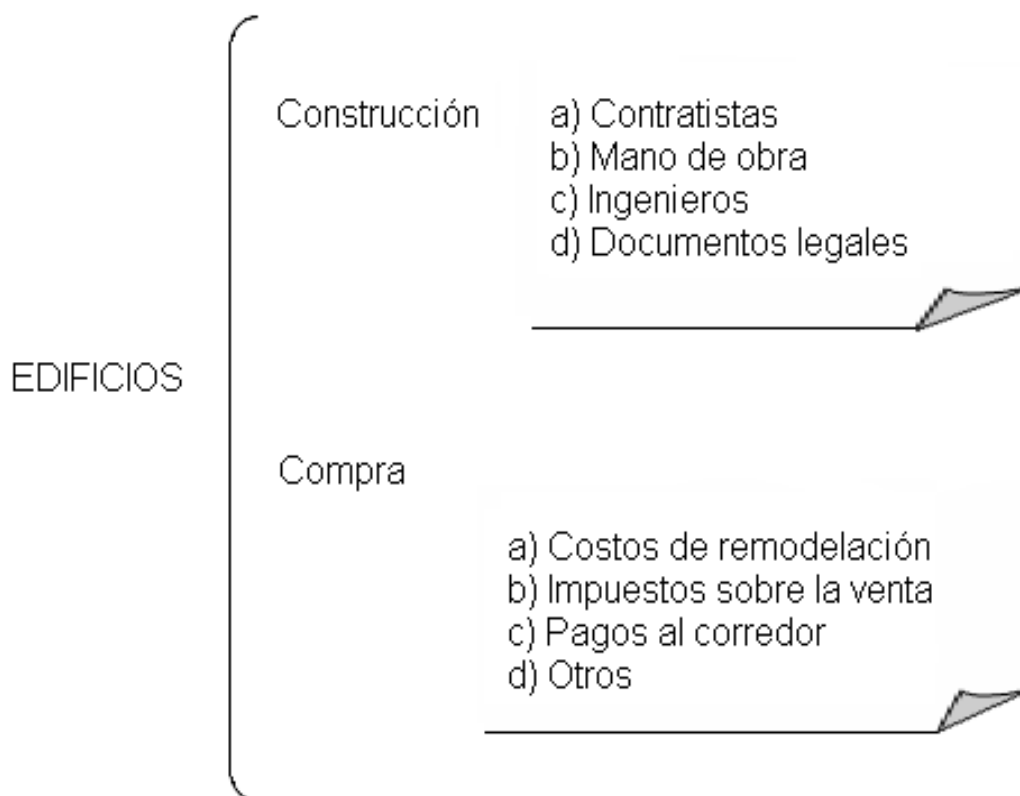 Construcción
a) Contratistas
b) Mano de obra
c) Ingenieros
d) Documentos legales
EDIFICIOS
Compra
a) Costos de remodelación
b) Impuestos sobre la venta
c) Pagos al corredor
d) Otros